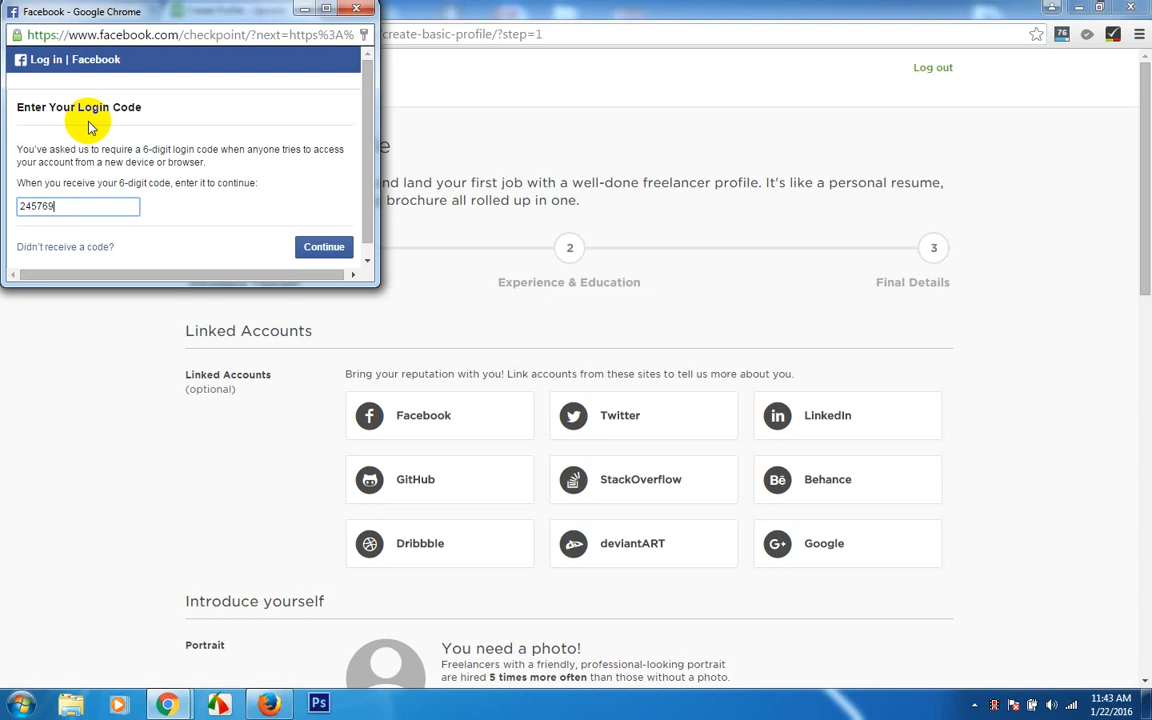 Facebook - Google Chrome
https://www.facebook.com/checkpoint/?next=https%3A%
create-basic-profile/?step=1
76
Log in | Facebook
Log out
Enter Your Login Code
You've asked us to require a 6-digit login code when anyone tries to access
your account from a new device or browser.
When you receive your 6-digit code, enter it to continue:
245769
Didn't receive a code?
Continue
e
nd land your first job with a well-done freelancer profile. It's like a personal resume,
brochure all rolled up in one.
2
3
Experience & Education
Final Details
Linked Accounts
Linked Accounts
(optional)
Bring your reputation with you! Link accounts from these sites to tell us more about you.
Facebook
Twitter
LinkedIn
GitHub
StackOverflow
Behance
Dribbble
deviantART
Google
Introduce yourself
Portrait
You need a photo!
Freelancers with a friendly, professional-looking portrait
are hired 5 times more often than those without a photo.
Ps
11:43 AM
1/22/2016